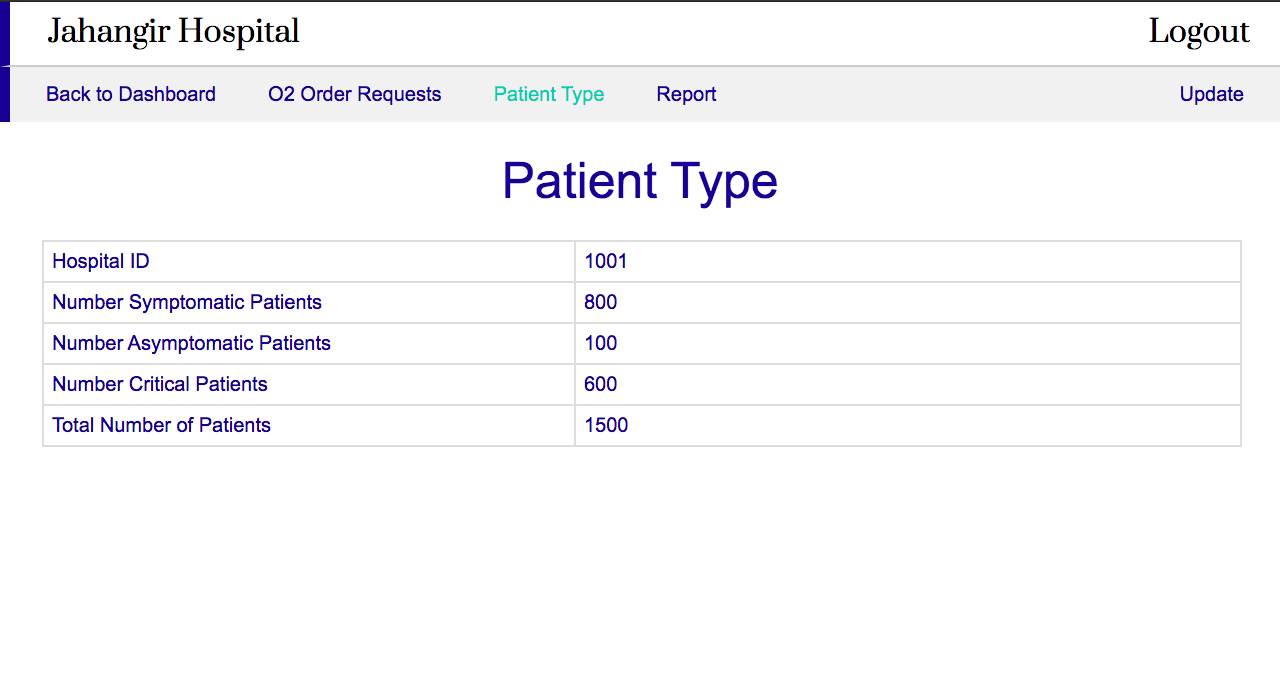 Jahangir Hospital Logout
Back to Dashboard O2 Order Requests Patient Type Report Update
Patient Type
Hospital ID 1001
Number Symptomatic Patients 800
Number Asymptomatic Patients 100
Number Critical Patients 600
Total Number of Patients 1500